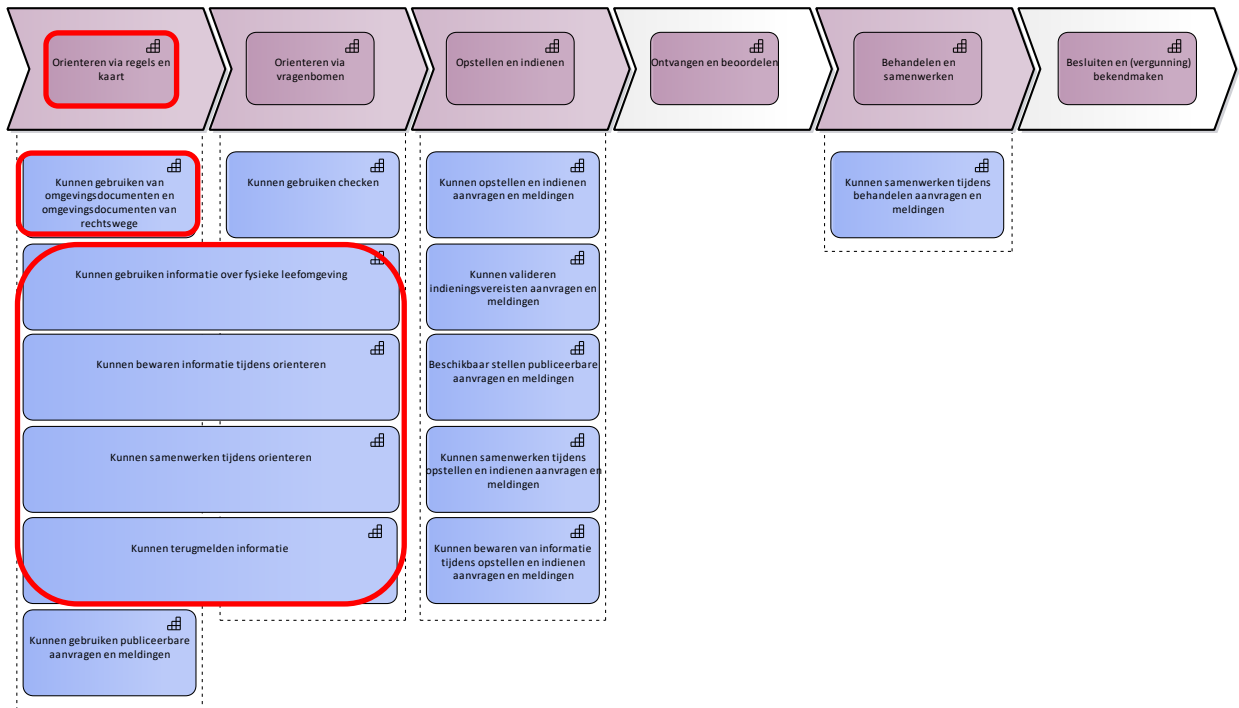 Orienteren via regels en
kaart
Orienteren via
vragenbomen
Opstellen en indienen
Ontvangen en beoordelen
Behandelen en
samenwerken
Besluiten en (vergunning)
bekendmaken
Kunnen gebruiken van
omgevingsdocumenten en
omgevingsdocumenten van
rechtswege
Kunnen gebruiken checken
Kunnen opstellen en indienen
aanvragen en meldingen
Kunnen samenwerken tijdens
behandelen aanvragen en
meldingen
Kunnen gebruiken informatie over fysieke leefomgeving
Kunnen valideren
indieningsvereisten aanvragen en
meldingen
Kunnen bewaren informatie tijdens orienteren
Beschikbaar stellen publiceerbare
aanvragen en meldingen
Kunnen samenwerken tijdens orienteren
Kunnen samenwerken tijdens
opstellen en indienen aanvragen en
meldingen
Kunnen terugmelden informatie
Kunnen bewaren van informatie
tijdens opstellen en indienen
aanvragen en meldingen
Kunnen gebruiken publiceerbare
aanvragen en meldingen